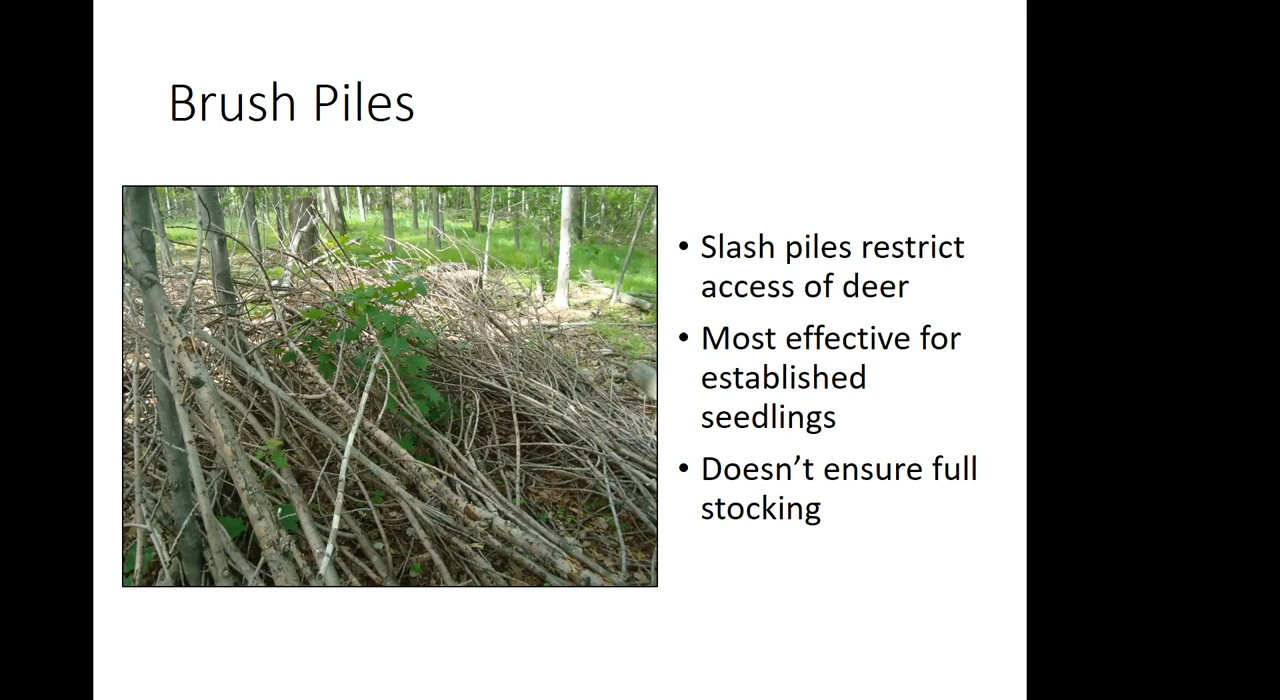 Brush Piles
• Slash piles restrict
access of deer
• Most effective for
established
seedlings
• Doesn’t ensure full
stocking